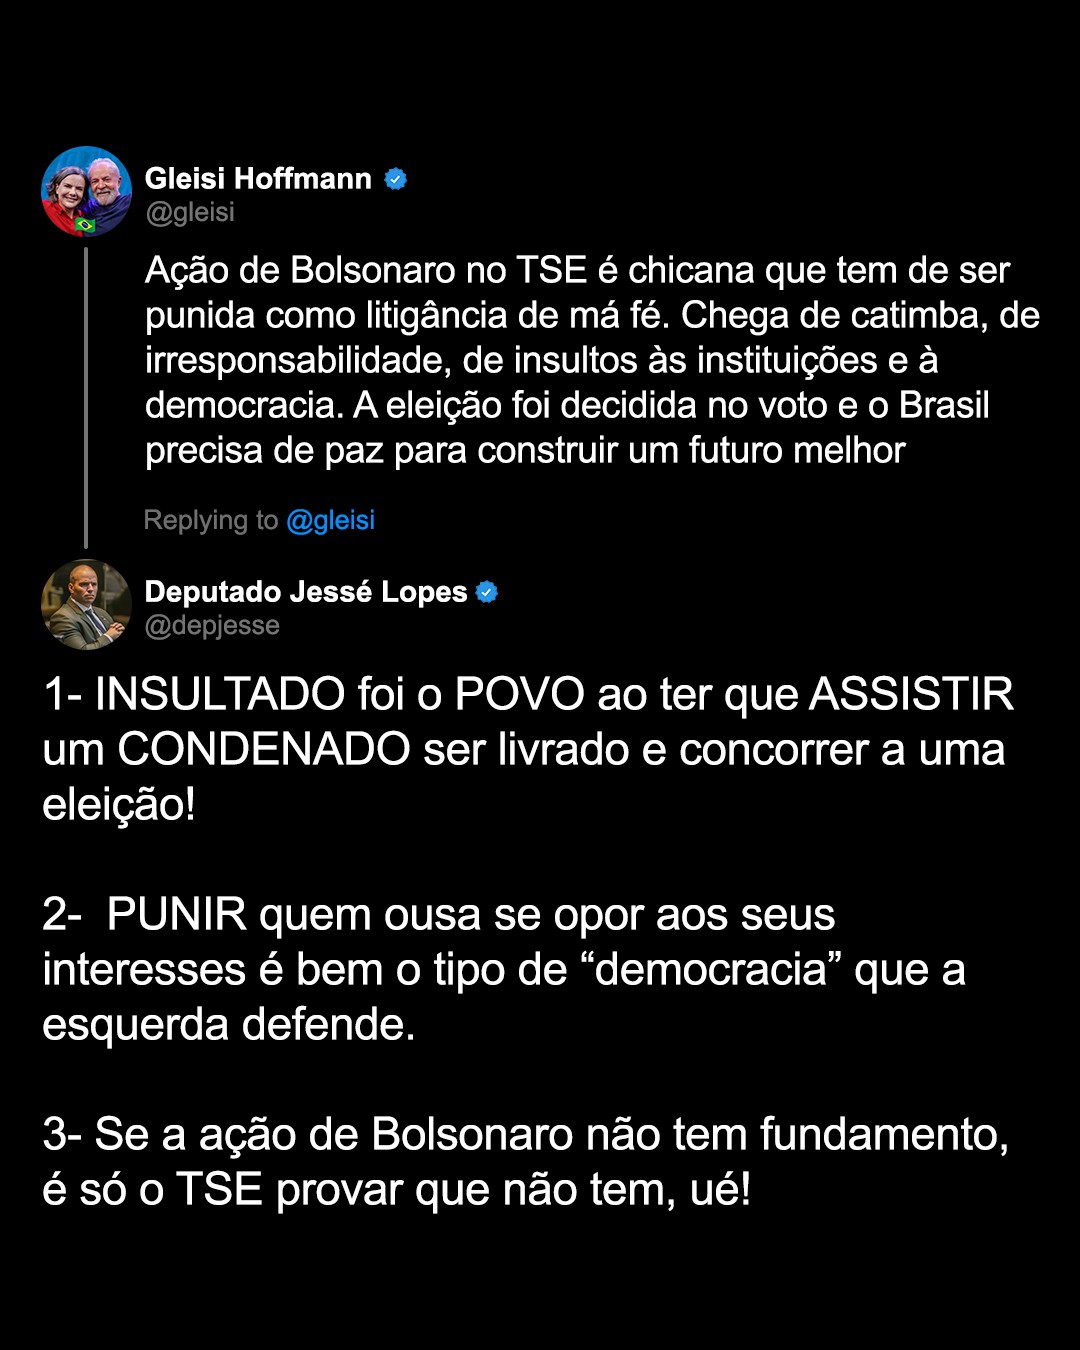 Gleisi Hoffmann
@gleisi
Ação de Bolsonaro no TSE é chicana que tem de ser
punida como litigância de má fé. Chega de catimba, de
irresponsabilidade, de insultos às instituições e à
democracia. A eleição foi decidida no voto e o Brasil
precisa de paz para construir um futuro melhor
Replying to @gleisi
Deputado Jessé Lopes
@depjesse
1- INSULTADO foi o POVO ao ter que ASSISTIR
um CONDENADO ser livrado e concorrer a uma
eleição!
2-  PUNIR quem ousa se opor aos seus
interesses é bem o tipo de “democracia” que a
esquerda defende.
3- Se a ação de Bolsonaro não tem fundamento,
é só o TSE provar que não tem, ué!